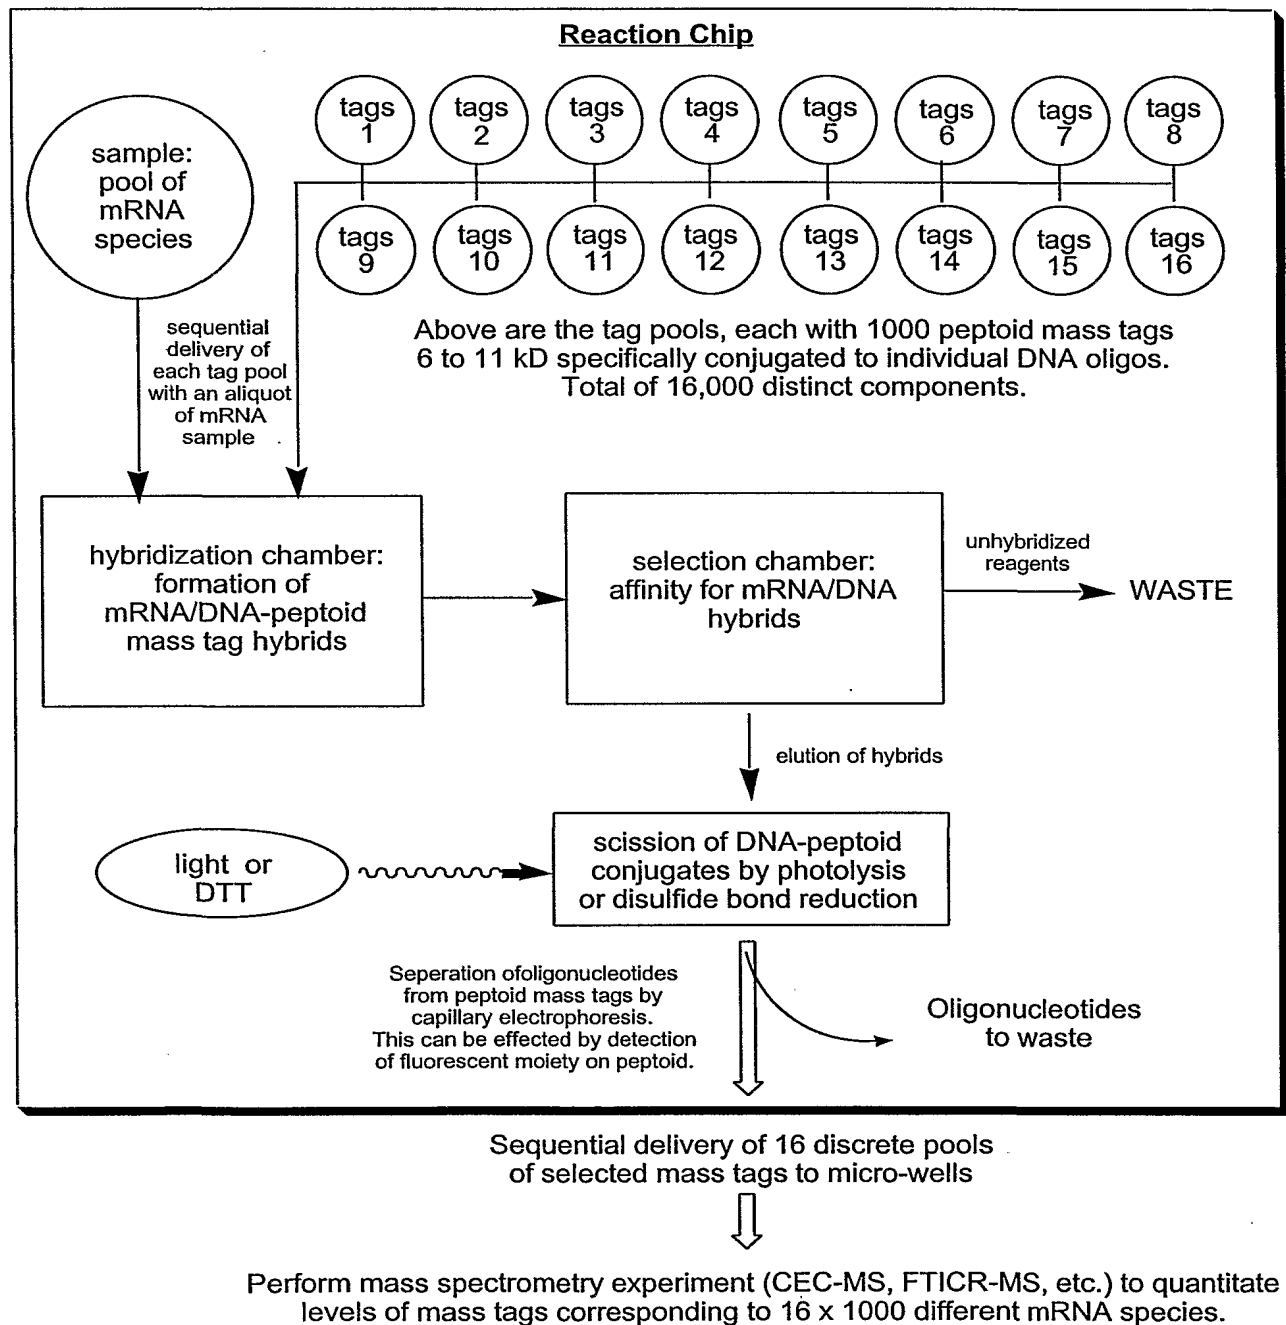 Reaction Chip
sample:
pool of
mRNA
species
tags
1
tags
2
tags
3
tags
4
tags
5
tags
6
tags
7
tags
8
tags
9
tags
10
tags
11
tags
12
tags
13
tags
14
tags
15
tags
16
Above are the tag pools, each with 1000 peptoid mass tags
6 to 11 kD specifically conjugated to individual DNA oligos.
Total of 16,000 distinct components.
sequential
delivery of
each tag pool
with an aliquot
of mRNA
sample
hybridization chamber:
formation of
mRNA/DNA-peptoid
mass tag hybrids
selection chamber:
affinity for mRNA/DNA
hybrids
unhybridized
reagents
WASTE
elution of hybrids
light or
DTT
scission of DNA-peptoid
conjugates by photolysis
or disulfide bond reduction
Seperation ofoligonucleotides
from peptoid mass tags by
capillary electrophoresis.
This can be effected by detection
of fluorescent moiety on peptoid.
Oligonucleotides
to waste
Sequential delivery of 16 discrete pools
of selected mass tags to micro-wells
Perform mass spectrometry experiment (CEC-MS, FTICR-MS, etc.) to quantitate
levels of mass tags corresponding to 16 x 1000 different mRNA species.